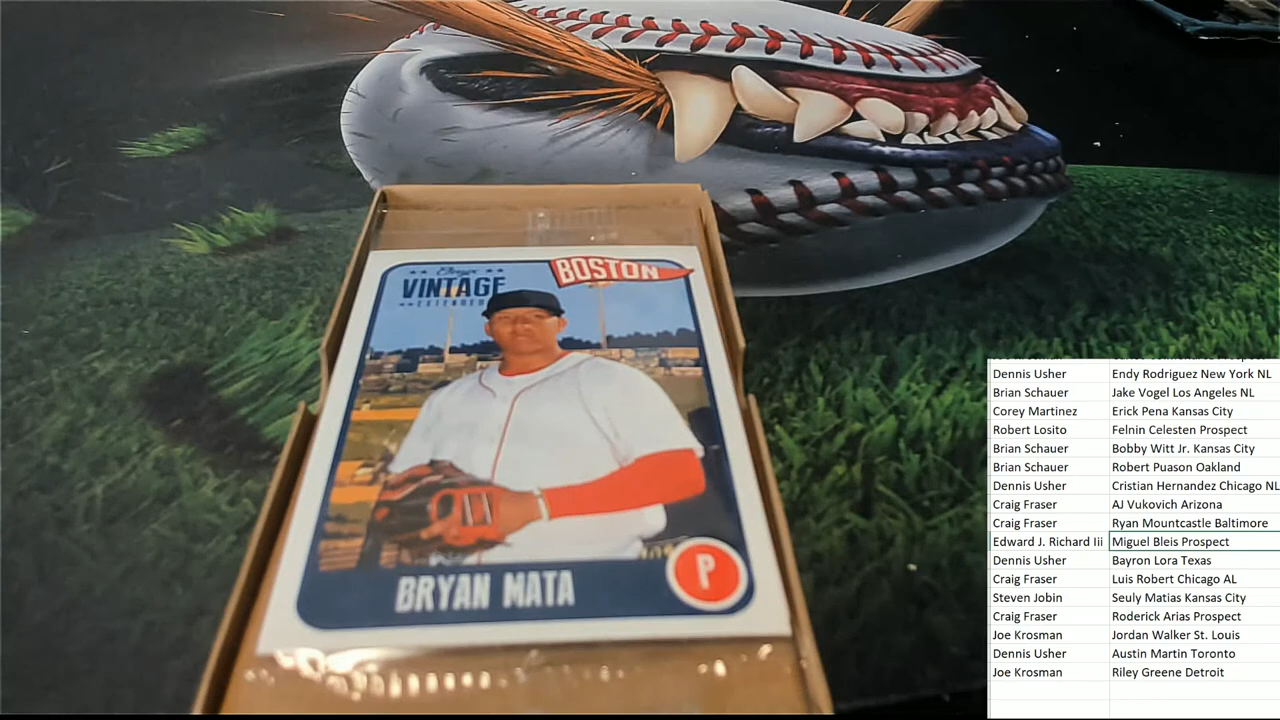 Onyx
BOSTON
VINTAGE
EXTENDED
BRYAN MATA
P
Dennis Usher Endy Rodriguez New York NL
Brian Schauer Jake Vogel Los Angeles NL
Corey Martinez Erick Pena Kansas City
Robert Losito Felnin Celesten Prospect
Brian Schauer Bobby Witt Jr. Kansas City
Brian Schauer Robert Puason Oakland
Dennis Usher Cristian Hernandez Chicago NL
Craig Fraser AJ Vukovich Arizona
Craig Fraser Ryan Mountcastle Baltimore
Edward J. Richard Iii Miguel Bleis Prospect
Dennis Usher Bayron Lora Texas
Craig Fraser Luis Robert Chicago AL
Steven Jobin Seuly Matias Kansas City
Craig Fraser Roderick Arias Prospect
Joe Krosman Jordan Walker St. Louis
Dennis Usher Austin Martin Toronto
Joe Krosman Riley Greene Detroit